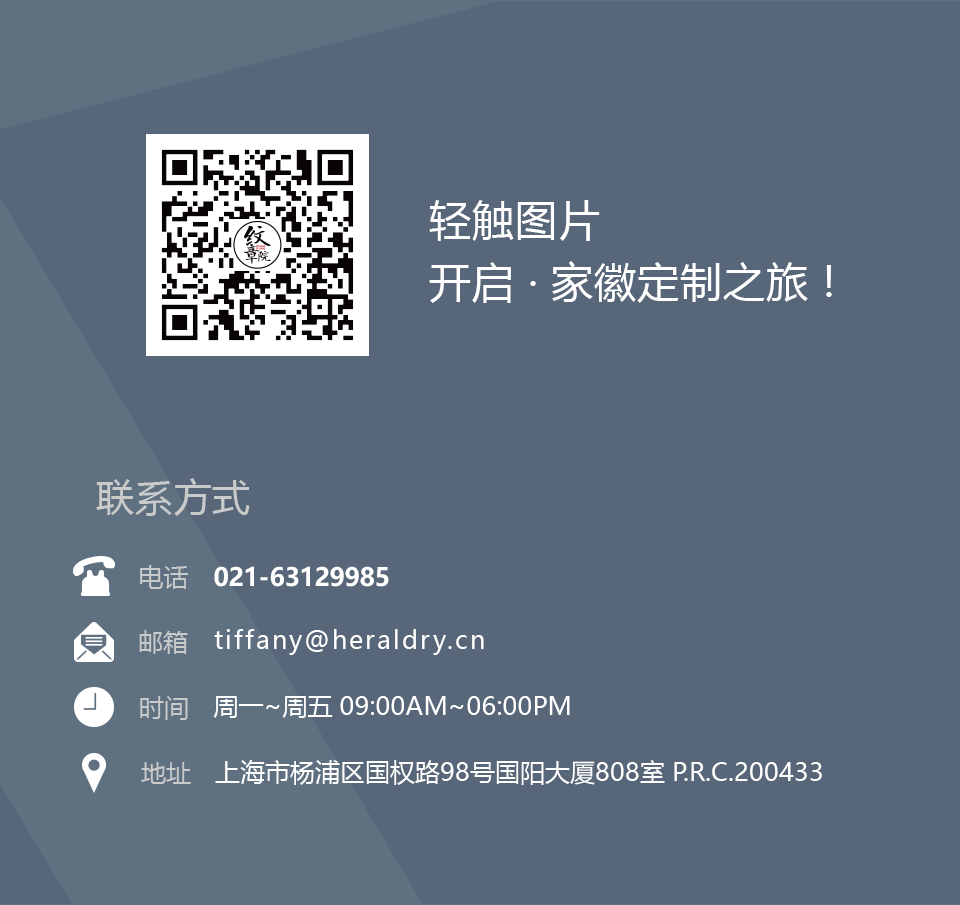 纹
章院
轻触图片
开启 · 家徽定制之旅！
联系方式
电话 021-63129985
邮箱 tiffany@heraldry.cn
时间 周一~周五 09:00AM~06:00PM
地址 上海市杨浦区国权路98号国阳大厦808室 P.R.C.200433